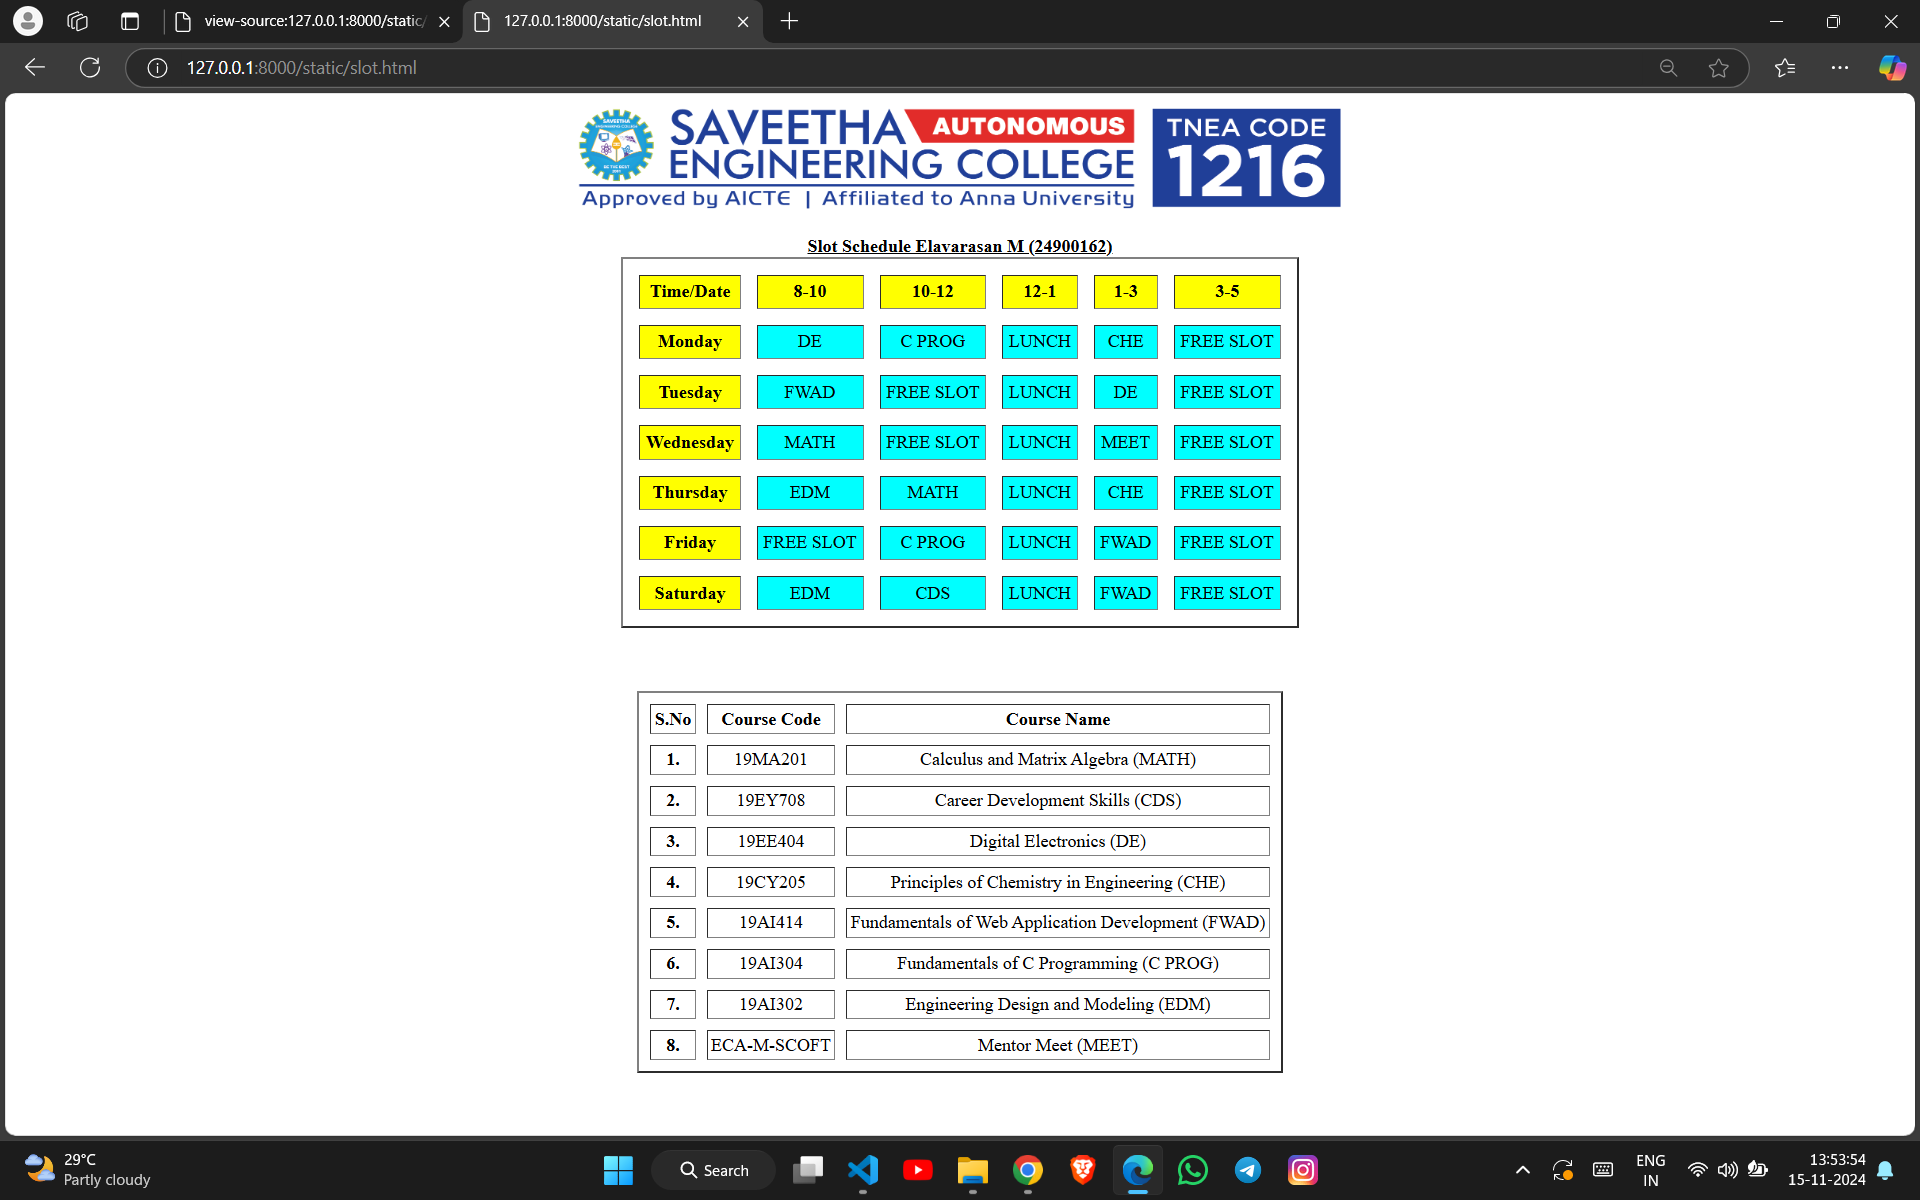 view-source:127.0.0.1:8000/static/
127.0.0.1:8000/static/slot.html
127.0.0.1:8000/static/slot.html
SAVEETHA AUTONOMOUS
ENGINEERING COLLEGE
Approved by AICTE | Affiliated to Anna University
TNEA CODE
1216
SAVEETHA
Slot Schedule Elavarasan M (24900162)
Time/Date 8-10 10-12 12-1 1-3 3-5
Monday DE C PROG LUNCH CHE FREE SLOT
Tuesday FWAD FREE SLOT LUNCH DE FREE SLOT
Wednesday MATH FREE SLOT LUNCH MEET FREE SLOT
Thursday EDM MATH LUNCH CHE FREE SLOT
Friday FREE SLOT C PROG LUNCH FWAD FREE SLOT
Saturday EDM CDS LUNCH FWAD FREE SLOT
S.No Course Code Course Name
1. 19MA201 Calculus and Matrix Algebra (MATH)
2. 19EY708 Career Development Skills (CDS)
3. 19EE404 Digital Electronics (DE)
4. 19CY205 Principles of Chemistry in Engineering (CHE)
5. 19AI414 Fundamentals of Web Application Development (FWAD)
6. 19AI304 Fundamentals of C Programming (C PROG)
7. 19AI302 Engineering Design and Modeling (EDM)
8. ECA-M-SCOFT Mentor Meet (MEET)
29°C
Partly cloudy
Search
ENG
IN
13:53:54
15-11-2024